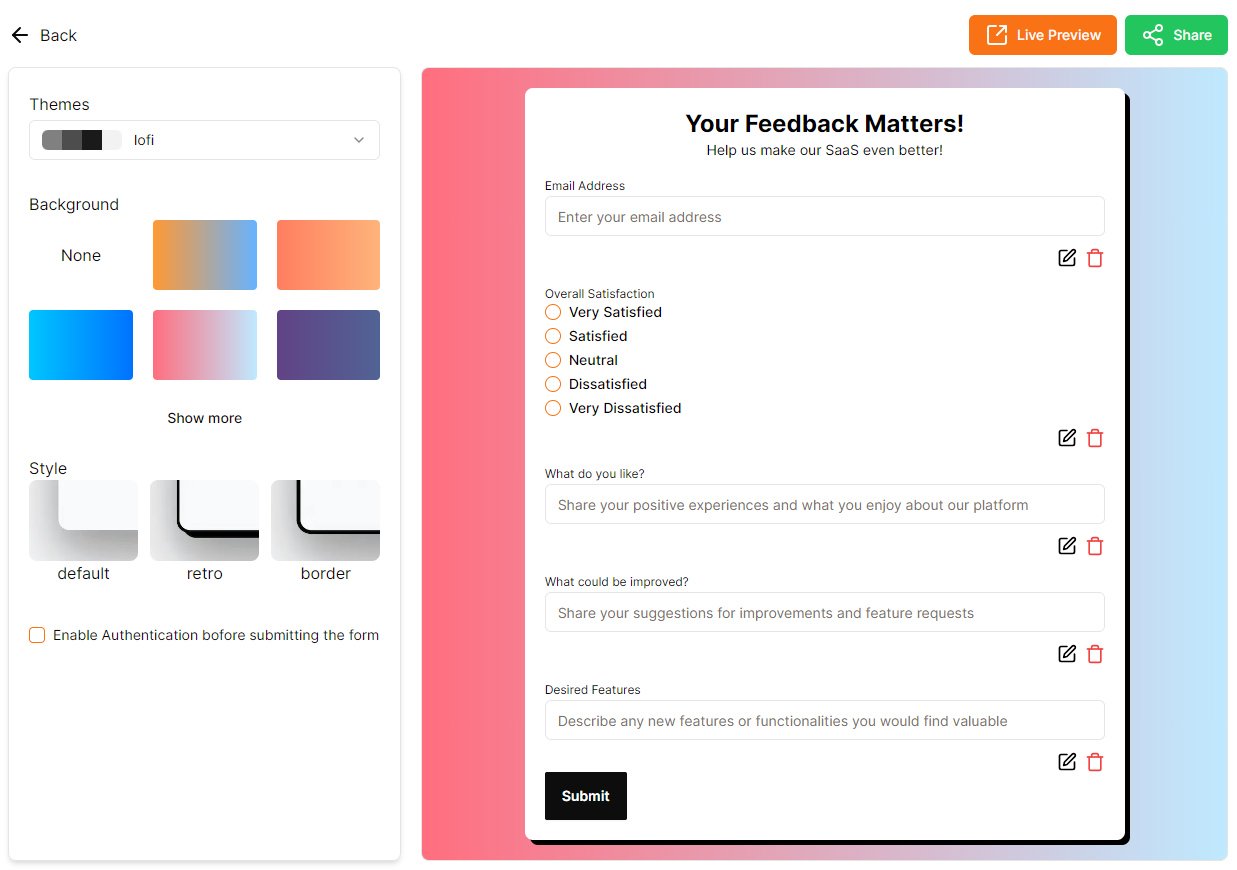 Back
Live Preview
Share
Themes
lofi
Background
None
Show more
Style
default
retro
border
Enable Authentication bofore submitting the form
Your Feedback Matters!
Help us make our SaaS even better!
Email Address
Enter your email address
Overall Satisfaction
Very Satisfied
Satisfied
Neutral
Dissatisfied
Very Dissatisfied
What do you like?
Share your positive experiences and what you enjoy about our platform
What could be improved?
Share your suggestions for improvements and feature requests
Desired Features
Describe any new features or functionalities you would find valuable
Submit